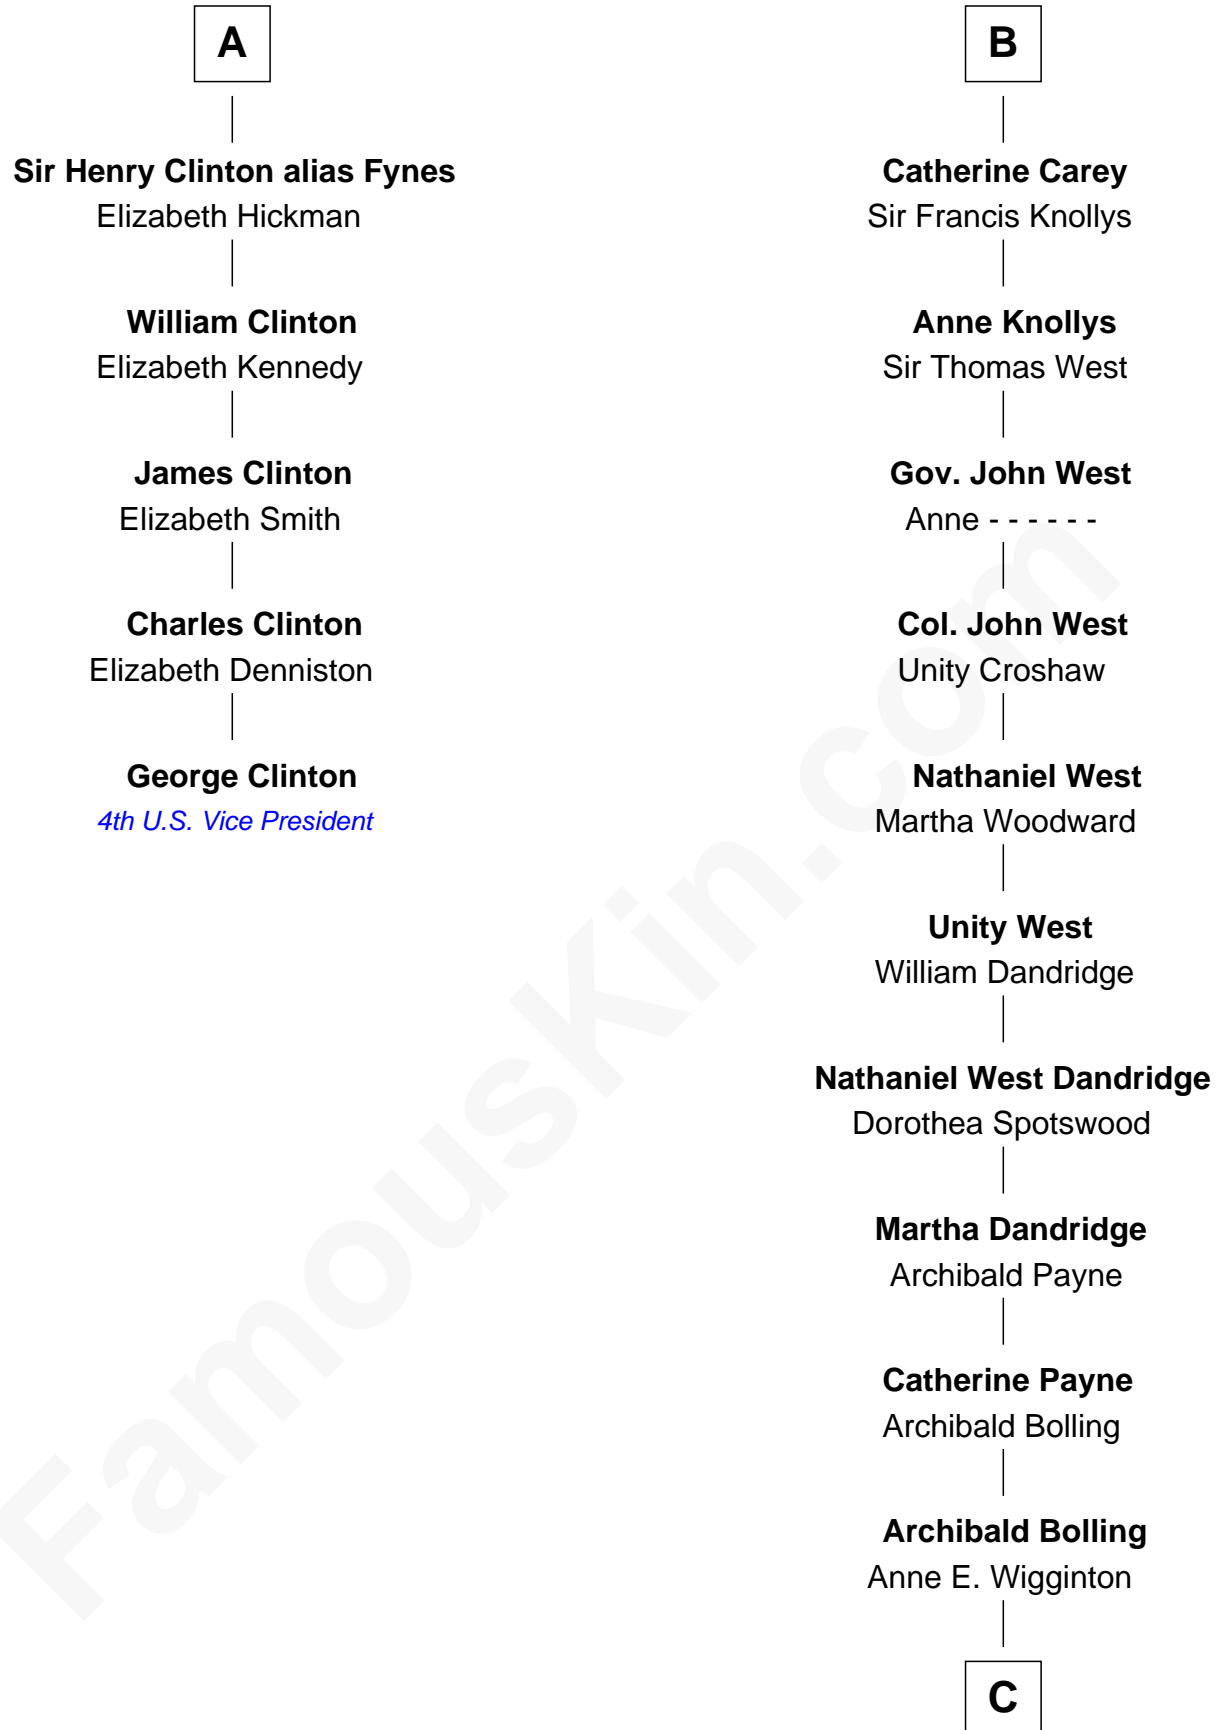 A
Sir Henry Clinton alias Fynes
Elizabeth Hickman
William Clinton
Elizabeth Kennedy
James Clinton
Elizabeth Smith
Charles Clinton
Elizabeth Denniston
George Clinton
4th U.S. Vice President
B
Catherine Carey
Sir Francis Knollys
Anne Knollys
Sir Thomas West
Gov. John West
Anne - - - - - -
Col. John West
Unity Croshaw
Nathaniel West
Martha Woodward
Unity West
William Dandridge
Nathaniel West Dandridge
Dorothea Spotswood
Martha Dandridge
Archibald Payne
Catherine Payne
Archibald Bolling
Archibald Bolling
Anne E. Wigginton
C
FamousKin.com